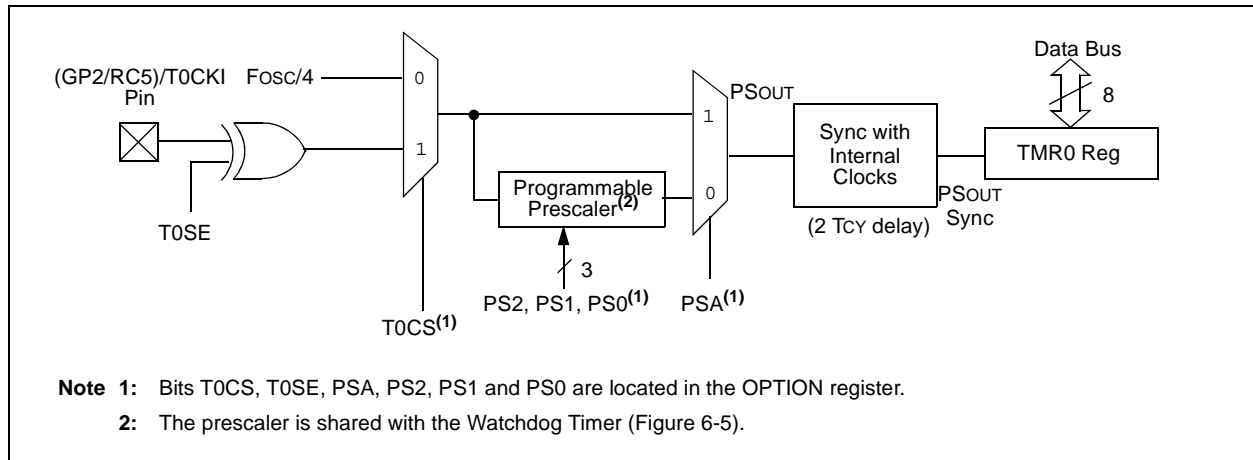 Data Bus
8
(GP2/RC5)/T0CKI
Pin
FOSC/4
0
1
T0SE
T0CS(1)
Programmable
Prescaler(2)
3
PS2, PS1, PS0(1)
1
0
PSOUT
PSA(1)
Sync with
Internal
Clocks
(2 TCY delay)
PSOUT
Sync
TMR0 Reg
Note 1: Bits T0CS, T0SE, PSA, PS2, PS1 and PS0 are located in the OPTION register.
2: The prescaler is shared with the Watchdog Timer (Figure 6-5).